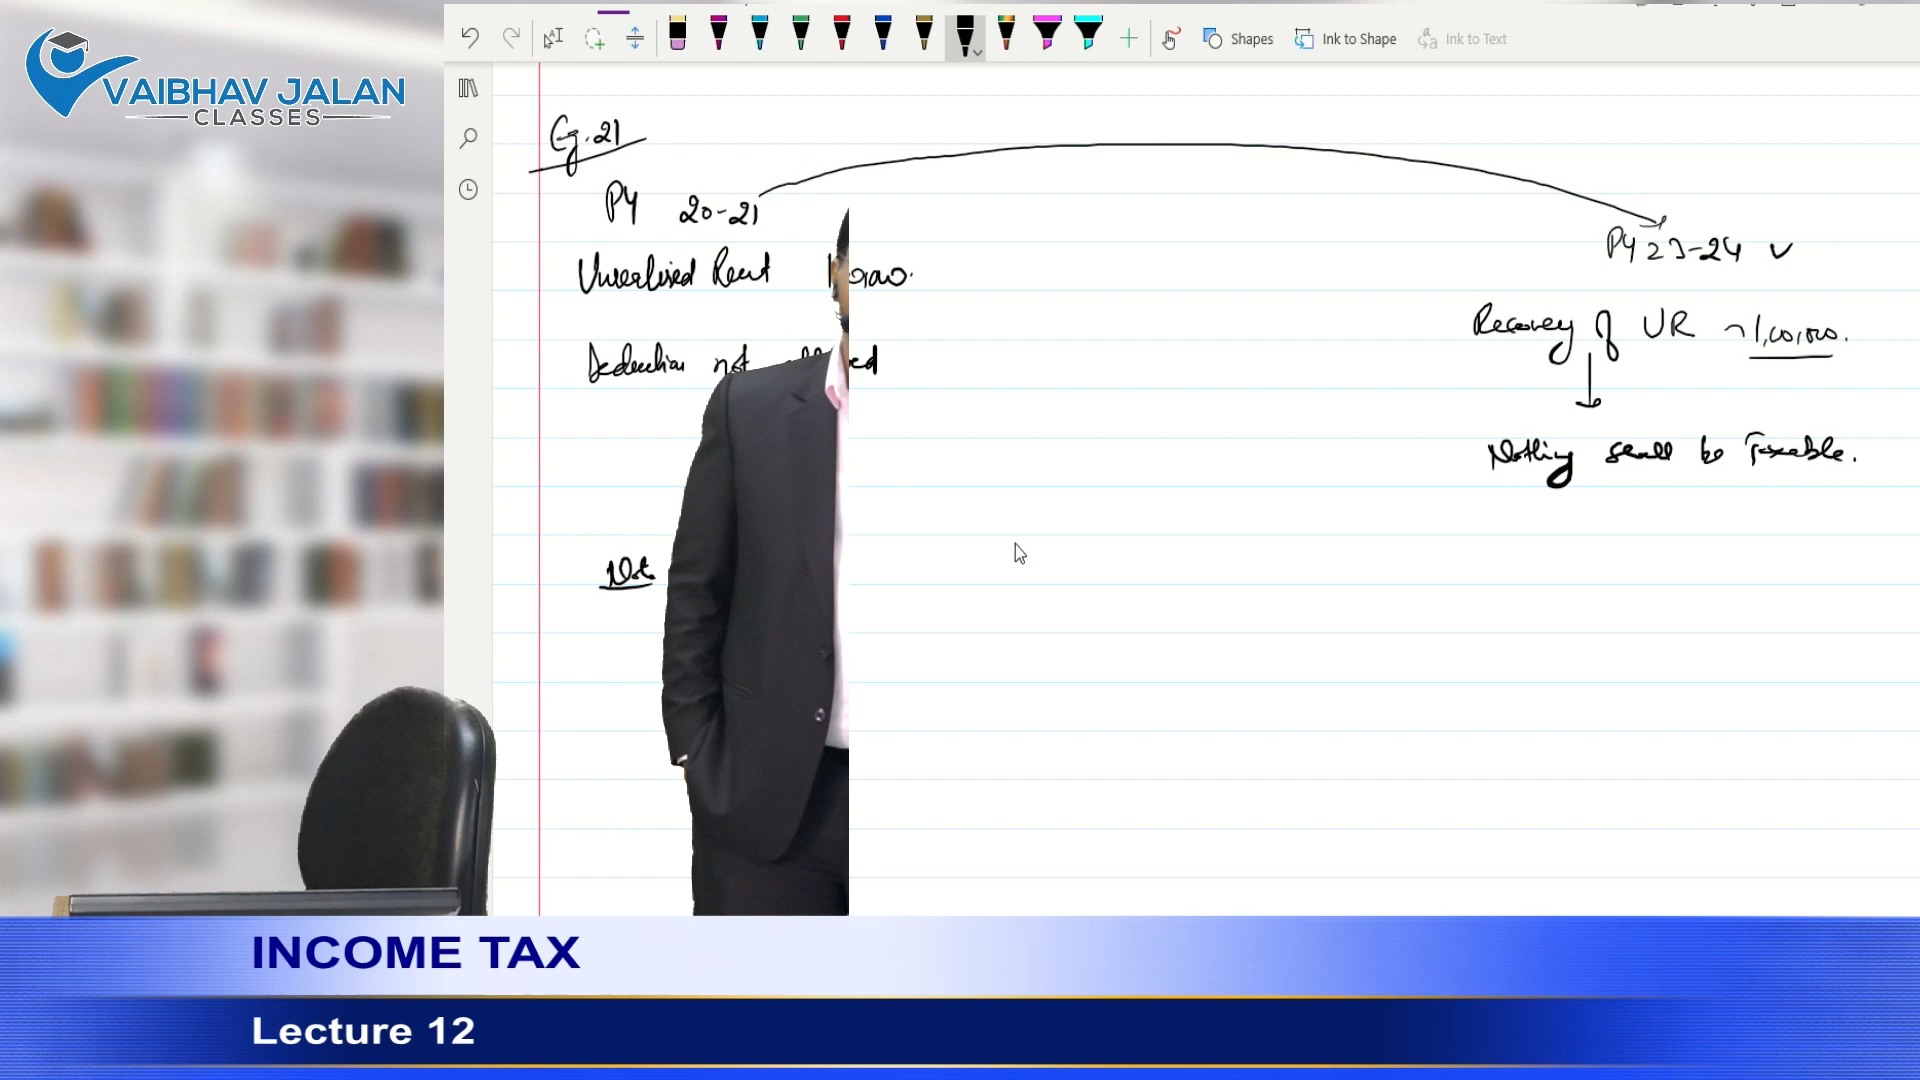 VAIBHAV JALAN
CLASSES
Shapes
Ink to Shape
Ink to Text
Eg.21
PY 20-21
PY 23-24
Unrealised Rent
Recovery of UR 1,00,000.
Deduction not
Nothing shall be Taxable.
Not
INCOME TAX
Lecture 12